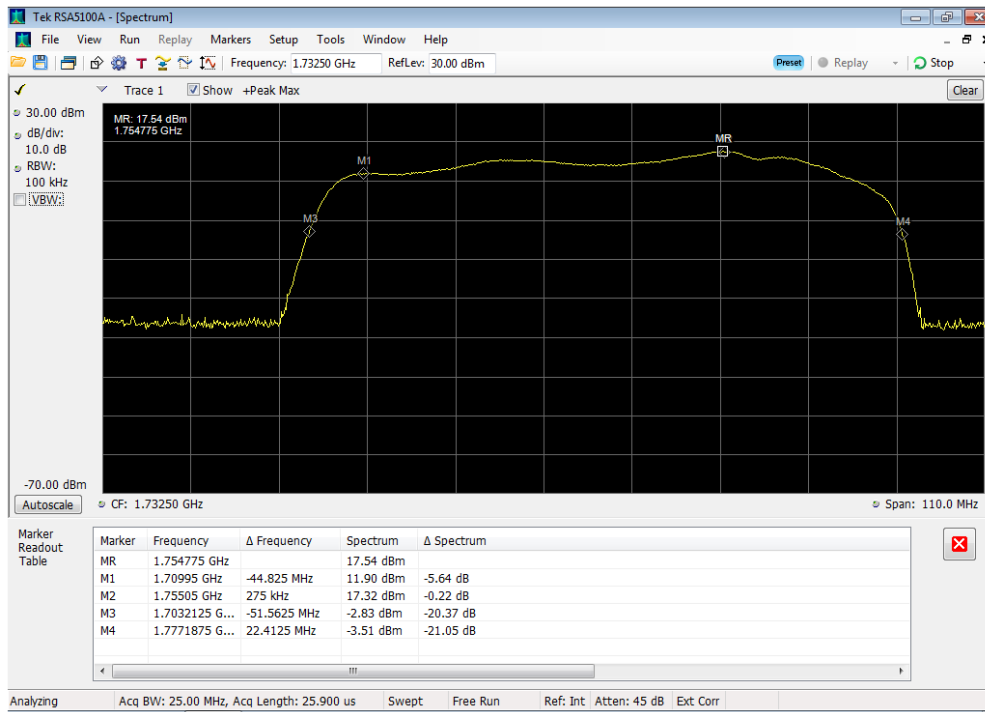 Tek RSA5100A - [Spectrum]
File View Run Replay Markers Setup Tools Window Help
T Frequency: 1.73250 GHz RefLev: 30.00 dBm Preset Replay Stop
Trace 1 Show +Peak Max Clear
30.00 dBm
dB/div:
10.0 dB
RBW:
100 kHz
VBW:
MR: 17.54 dBm
1.754775 GHz
MR
M1
M3
M4
-70.00 dBm
Autoscale CF: 1.73250 GHz Span: 110.0 MHz
Marker
Readout
Table
Marker Frequency Δ Frequency Spectrum Δ Spectrum
MR 1.754775 GHz 17.54 dBm
M1 1.70995 GHz -44.825 MHz 11.90 dBm -5.64 dB
M2 1.75505 GHz 275 kHz 17.32 dBm -0.22 dB
M3 1.7032125 G... -51.5625 MHz -2.83 dBm -20.37 dB
M4 1.7771875 G... 22.4125 MHz -3.51 dBm -21.05 dB
Analyzing Acq BW: 25.00 MHz, Acq Length: 25.900 us Swept Free Run Ref: Int Atten: 45 dB Ext Corr